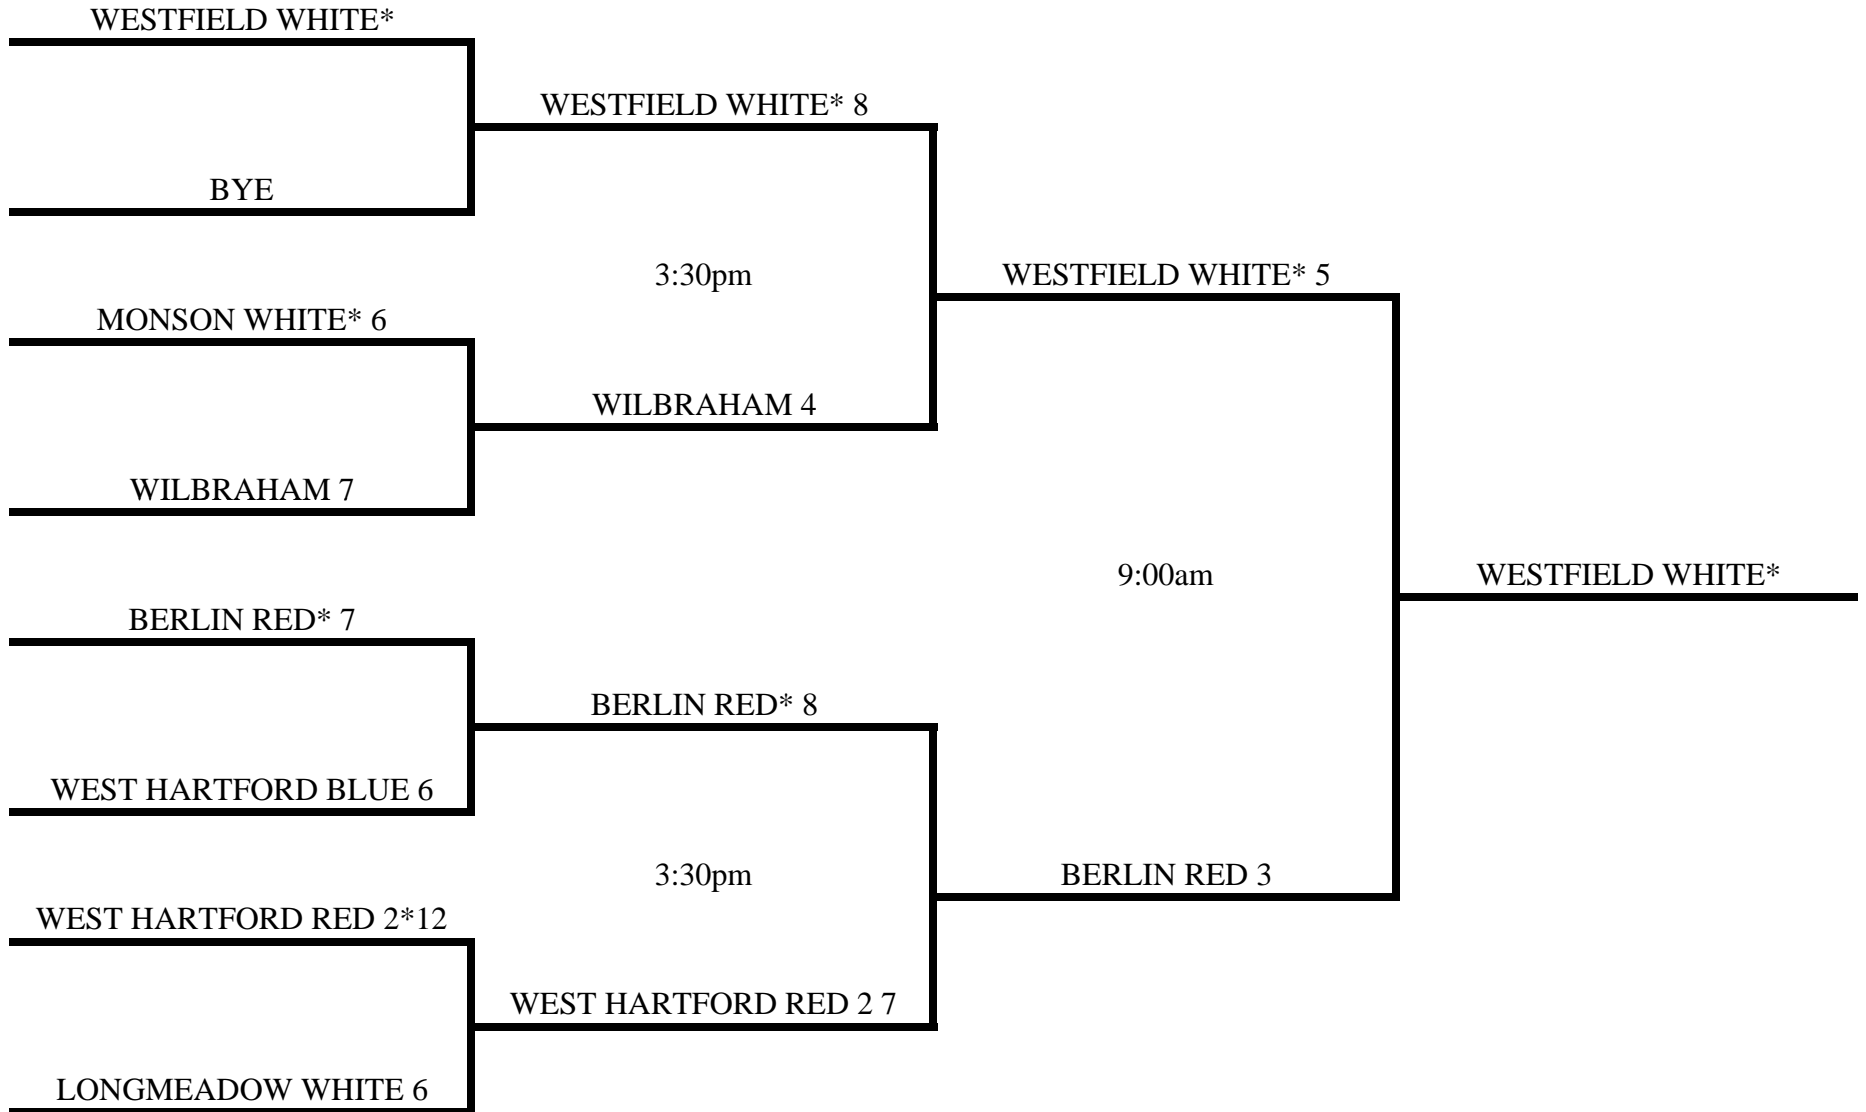 WESTFIELD WHITE*
WESTFIELD WHITE* 8
BYE
3:30pm
WESTFIELD WHITE* 5
MONSON WHITE* 6
WILBRAHAM 4
WILBRAHAM 7
9:00am
WESTFIELD WHITE*
BERLIN RED* 7
BERLIN RED* 8
WEST HARTFORD BLUE 6
3:30pm
BERLIN RED 3
WEST HARTFORD RED 2*12
WEST HARTFORD RED 2 7
LONGMEADOW WHITE 6